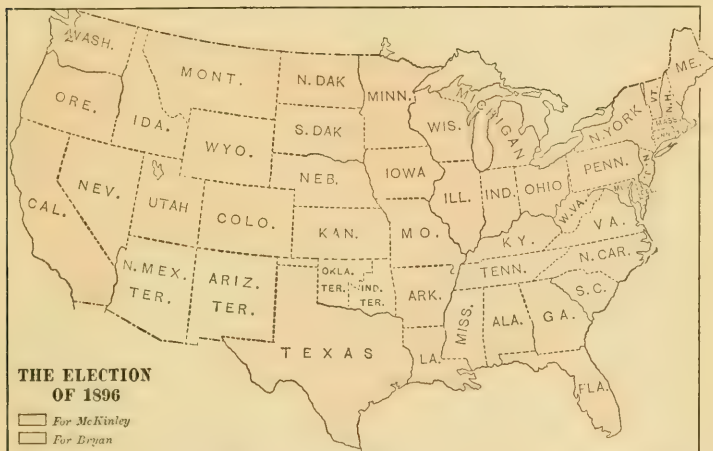 WASH.
MONT.
N. DAK
MINN.
ME.
VT.
N.H.
MICHIGAN
ORE.
IDA.
S. DAK
WIS.
N. YORK
MASS.
WYO.
IOWA
PENN.
NEB.
ILL.
IND.
OHIO
NEV.
UTAH
COLO.
CAL.
KAN.
MO.
W. VA.
VA.
KY.
N. CAR.
TENN.
N. MEX.
TER.
ARIZ.
TER.
OKLA.
TER.
IND.
TER.
ARK.
S.C.
MISS.
ALA.
GA.
TEXAS
LA.
FLA.
THE ELECTION
OF 1896
For McKinley
For Bryan